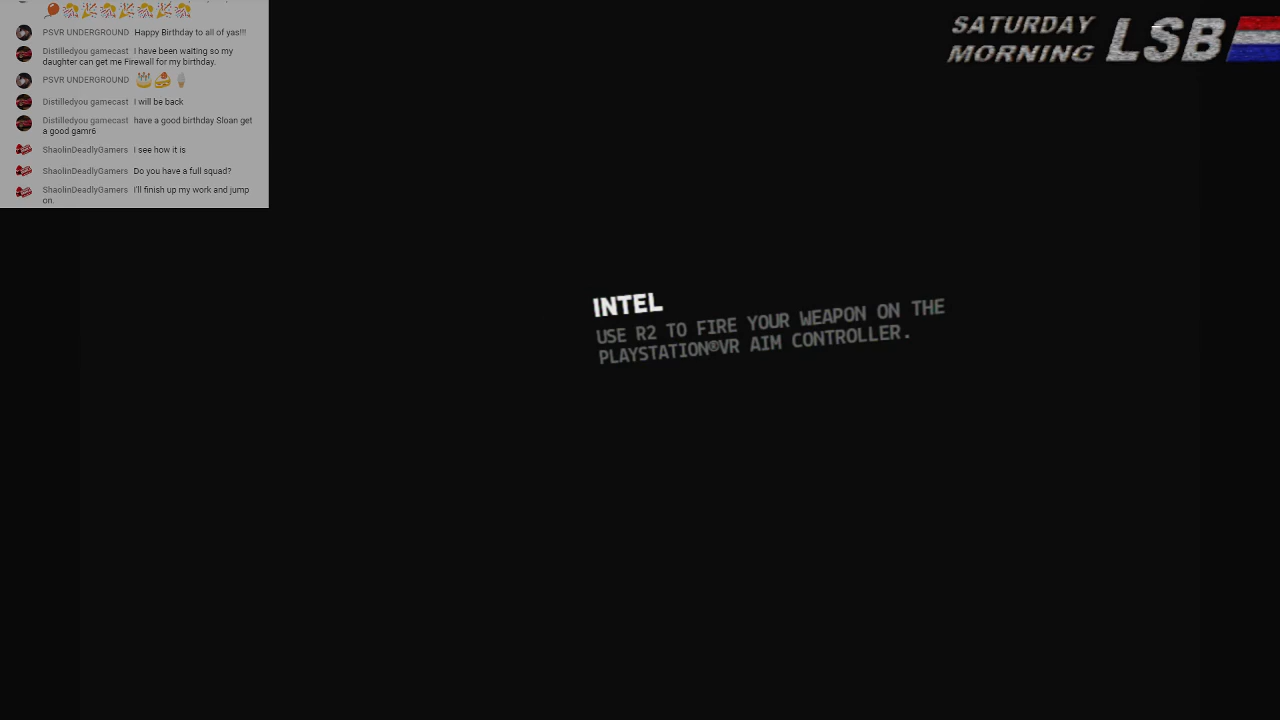 PSVR UNDERGROUND Happy Birthday to all of yas!!!
Distilledyou gamecast I have been waiting so my
daughter can get me Firewall for my birthday.
PSVR UNDERGROUND 🎂🍰🍦
Distilledyou gamecast I will be back
Distilledyou gamecast have a good birthday Sloan get
a good gamr6
ShaolinDeadlyGamers I see how it is
ShaolinDeadlyGamers Do you have a full squad?
ShaolinDeadlyGamers I'll finish up my work and jump
on.
SATURDAY
MORNING LSB
INTEL
USE R2 TO FIRE YOUR WEAPON ON THE
PLAYSTATION®VR AIM CONTROLLER.